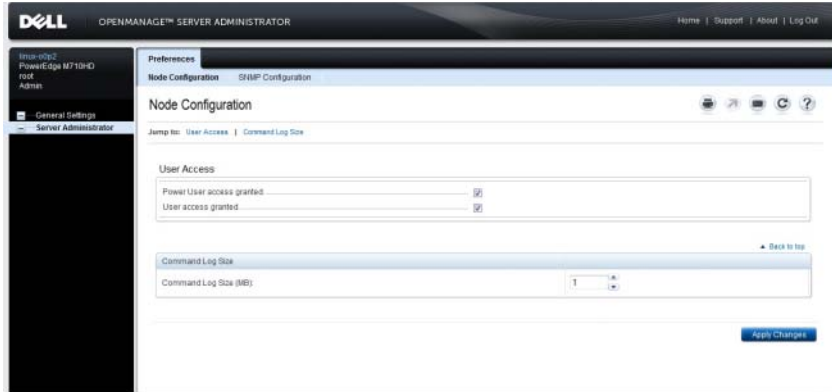 DELL
OPENMANAGE™ SERVER ADMINISTRATOR
Home | Support | About | Log Out
linux-o0p2
PowerEdge M710HD
root
Admin
General Settings
Server Administrator
Preferences
Node Configuration SNMP Configuration
Node Configuration
Jump to: User Access | Command Log Size
User Access
Power User access granted
User access granted
Back to top
Command Log Size
Command Log Size (MB) 1
Apply Changes